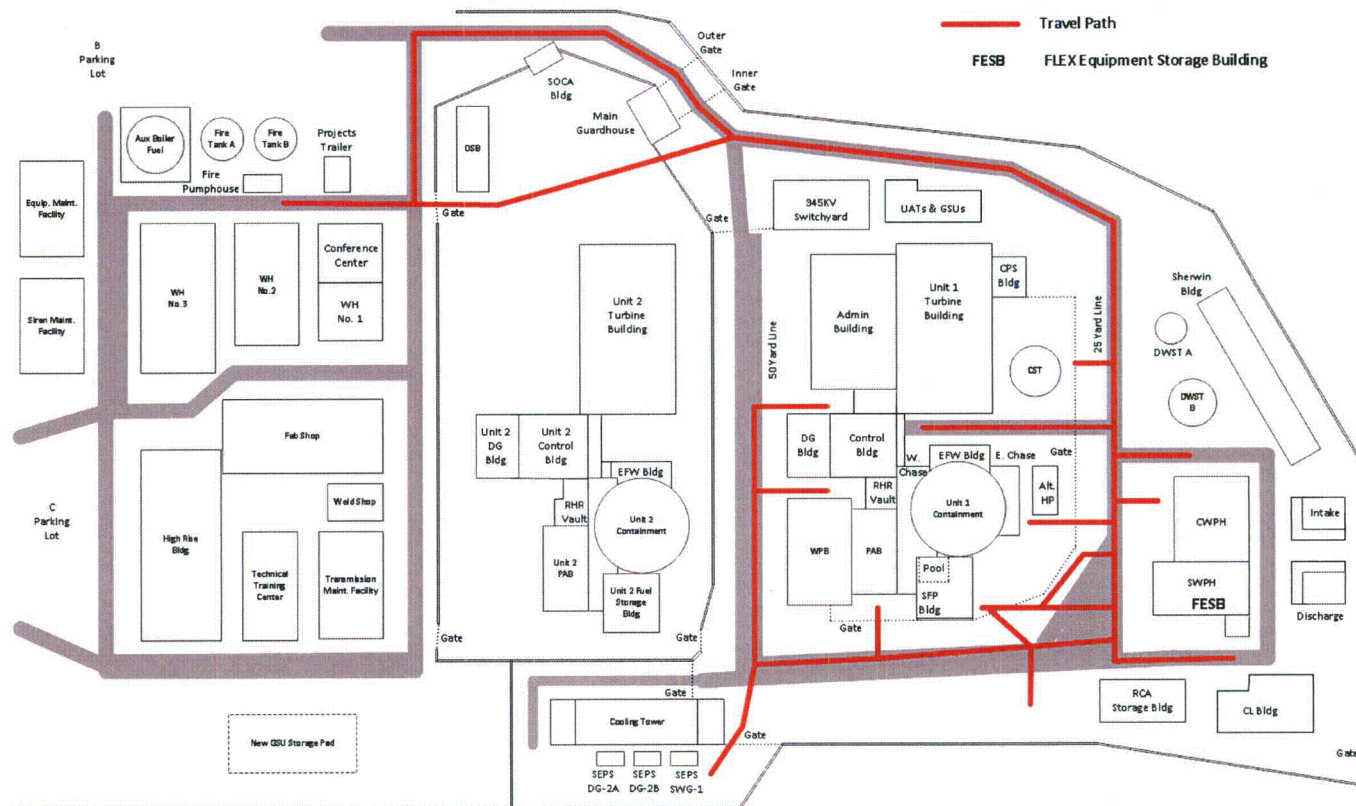 Travel Path
FESB FLEX Equipment Storage Building
B
Parking
Lot
Outer
Gate
Inner
Gate
SOCA
Bldg
Main
Guardhouse
Aux Boiler
Fuel
Fire
Tank A
Fire
Tank B
Projects
Trailer
Fire
Pumphouse
OSB
Equip. Maint.
Facility
Gate
Gate
345KV
Switchyard
UATs & GSUs
WH
No.3
WH
No.2
Conference
Center
WH
No. 1
Siren Maint.
Facility
Unit 2
Turbine
Building
50 Yard Line
Admin
Building
Unit 1
Turbine
Building
CPS
Bldg
25 Yard Line
CST
Sherwin
Bldg
DWST A
DWST
B
Fab Shop
Unit 2
DG
Bldg
Unit 2
Control
Bldg
EFW Bldg
DG
Bldg
Control
Bldg
W.
Chase
EFW Bldg
E. Chase
Gate
Alt.
HP
C
Parking
Lot
High Rise
Bldg
Weld Shop
Technical
Training
Center
Transmission
Maint. Facility
RHR
Vault
Unit 2
Containment
Unit 2
PAB
Unit 2 Fuel
Storage
Bldg
RHR
Vault
Unit 1
Containment
WPB
PAB
Pool
SFP
Bldg
CWPH
SWPH
FESB
Intake
Discharge
Gate
Gate
Gate
Gate
Cooling Tower
Gate
RCA
Storage Bldg
CL Bldg
Gate
New GSU Storage Pad
SEPS
DG-2A
SEPS
DG-2B
SEPS
SWG-1